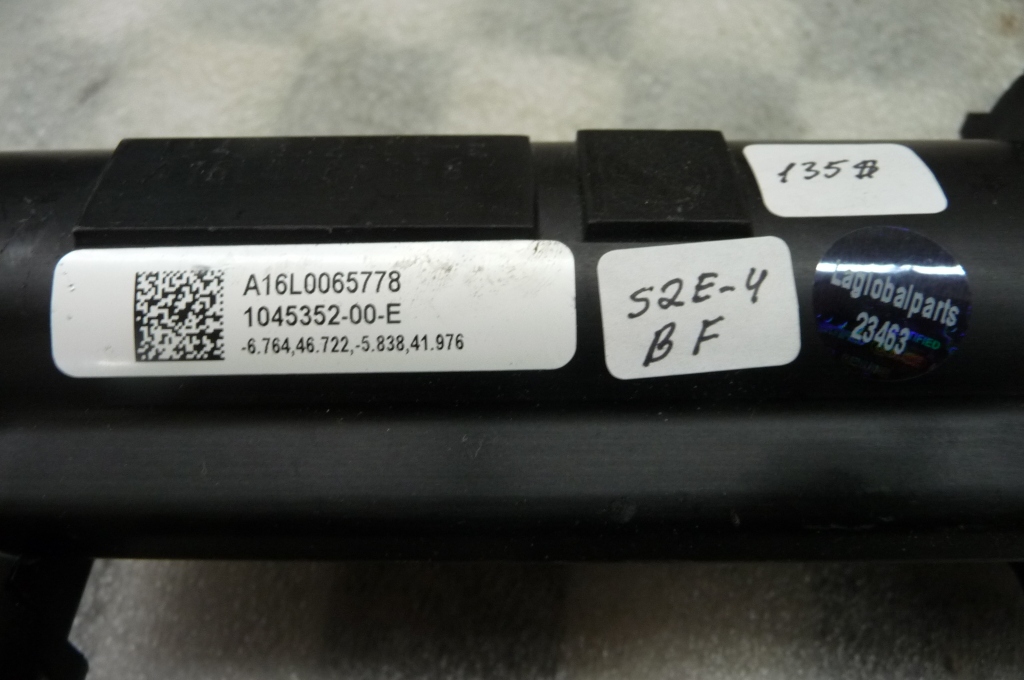 135$
A16L0065778
1045352-00-E
-6.764,46.722,-5.838,41.976
S2E-4
BF
Laglobalparts
23463